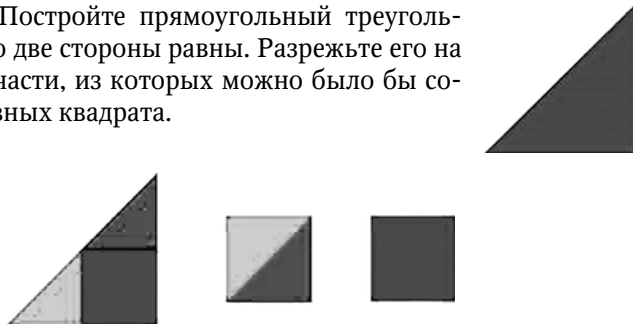 Постройте прямоугольный треуголь-
о две стороны равны. Разрежьте его на
части, из которых можно было бы со-
вных квадрата.